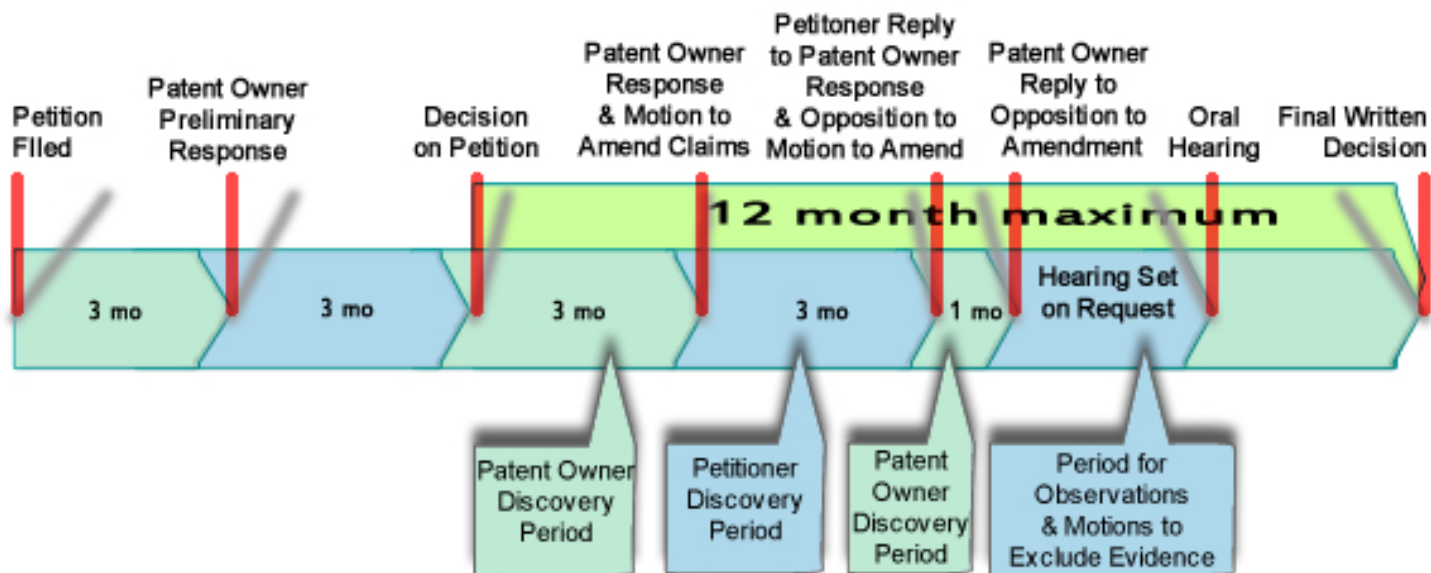 Petition
FIled
Patent Owner
Preliminary
Response
Decision
on Petition
Patent Owner
Response
& Motion to
Amend Claims
Petitoner Reply
to Patent Owner
Response
& Opposition to
Motion to Amend
Patent Owner
Reply to
Opposition to
Amendment
Oral
Hearing
Final Written
Decision
12 month maximum
3 mo
3 mo
3 mo
3 mo
1 mo
Hearing Set
on Request
Patent Owner
Discovery
Period
Petitioner
Discovery
Period
Patent
Owner
Discovery
Period
Period for
Observations
& Motions to
Exclude Evidence